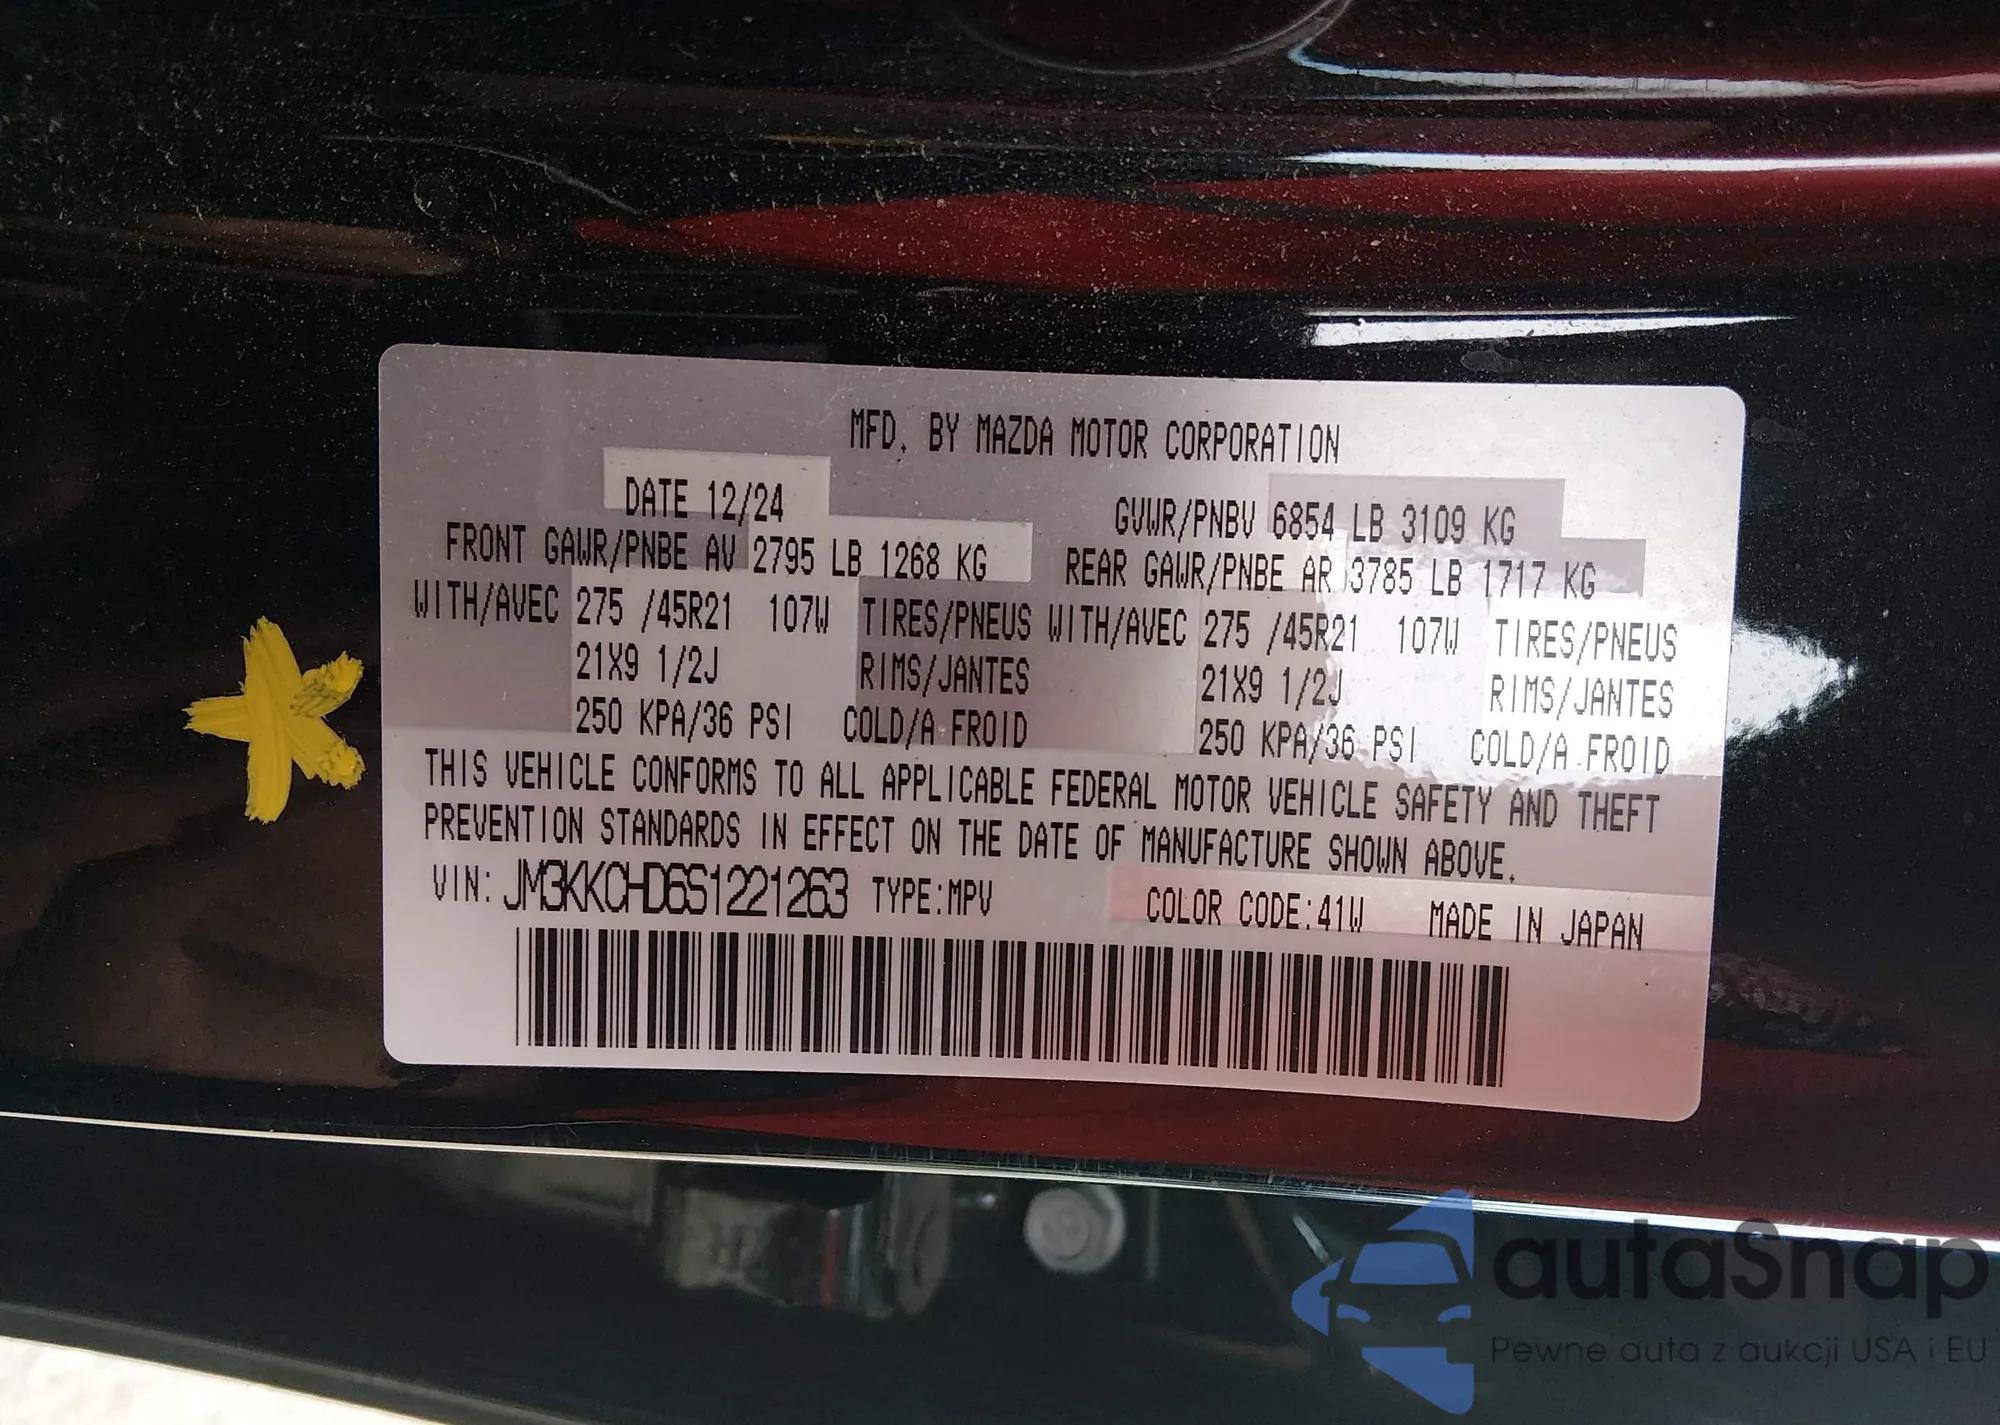 MFD. BY MAZDA MOTOR CORPORATION
DATE 12/24 GVWR/PNBV 6854 LB 3109 KG
FRONT GAWR/PNBE AV 2795 LB 1268 KG REAR GAWR/PNBE AR 3785 LB 1717 KG
WITH/AVEC 275 /45R21 107W TIRES/PNEUS WITH/AVEC 275 /45R21 107W TIRES/PNEUS
21X9 1/2J RIMS/JANTES 21X9 1/2J RIMS/JANTES
250 KPA/36 PSI COLD/A FROID 250 KPA/36 PSI COLD/A FROID
THIS VEHICLE CONFORMS TO ALL APPLICABLE FEDERAL MOTOR VEHICLE SAFETY AND THEFT
PREVENTION STANDARDS IN EFFECT ON THE DATE OF MANUFACTURE SHOWN ABOVE.
VIN: JM3KKCHD6S1221263 TYPE:MPV COLOR CODE:41W MADE IN JAPAN
autaSnap
Pewne auta z aukcji USA i EU